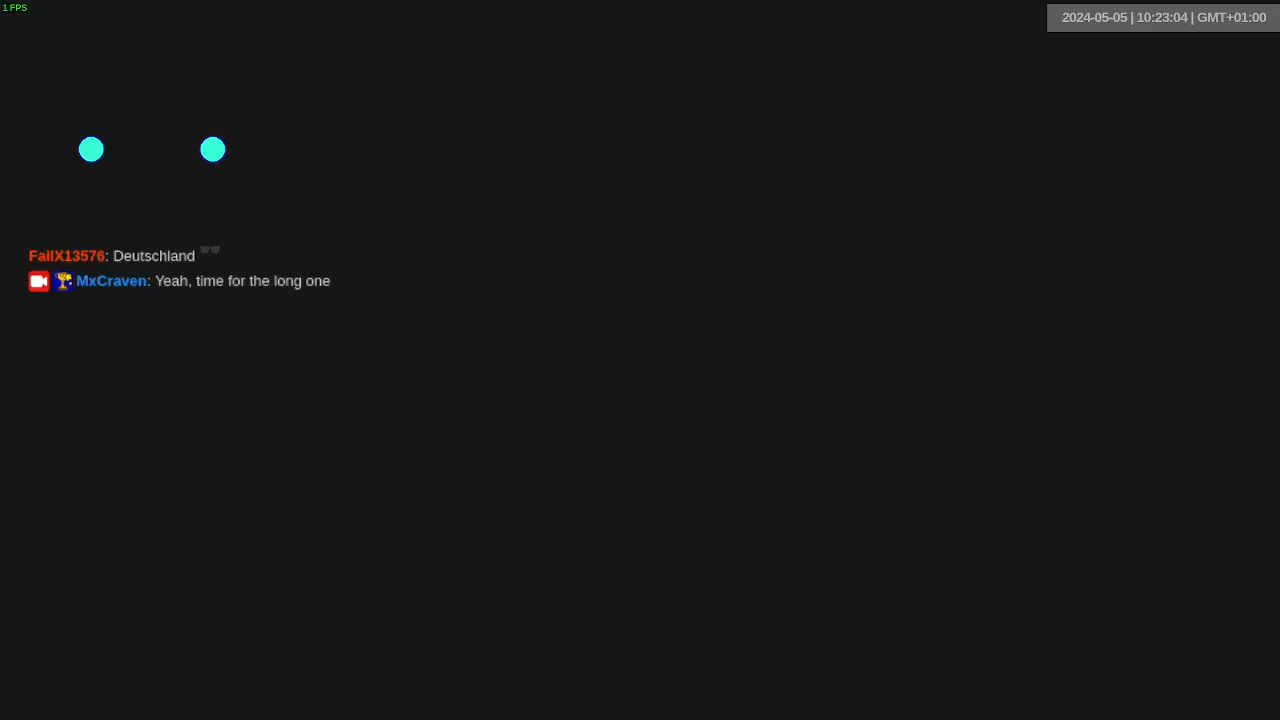 1 FPS
2024-05-05 | 10:23:04 | GMT+01:00
FailX13576: Deutschland
MxCraven: Yeah, time for the long one